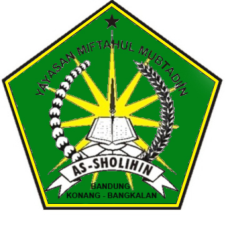 YAYASAN MIFTAHUL MUBTADIIN
AS-SHOLIHIN
BANDUNG
KONANG - BANGKALAN